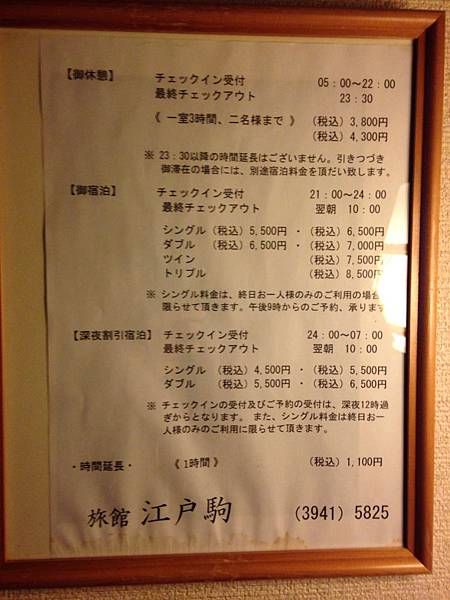 【御休憩】 チェックイン受付 05：00～22：00
最終チェックアウト 23：30
《 一室3時間、二名様まで 》 (税込) 3,800円
(税込) 4,300円
※ 23：30以降の時間延長はございません。引きつづき
御滞在の場合には、別途宿泊料金を頂だい致します。
【御宿泊】 チェックイン受付 21：00～24：00
最終チェックアウト 翌朝 10：00
シングル (税込) 5,500円 ・ (税込) 6,500円
ダブル (税込) 6,500円 ・ (税込) 7,000円
ツイン (税込) 7,500円
トリプル (税込) 8,500円
※ シングル料金は、終日お一人様のみのご利用の場合
限らせて頂きます。午後9時からのご予約、承ります
【深夜割引宿泊】 チェックイン受付 24：00～07：00
最終チェックアウト 翌朝 10：00
シングル (税込) 4,500円 ・ (税込) 5,500円
ダブル (税込) 5,500円 ・ (税込) 6,500円
※ チェックインの受付及びご予約の受付は、深夜12時過
ぎからとなります。また、シングル料金は終日お一
人様のみのご利用に限らせて頂きます。
・時間延長・ 《 1時間 》 (税込) 1,100円
旅館 江戸駒 (3941) 5825